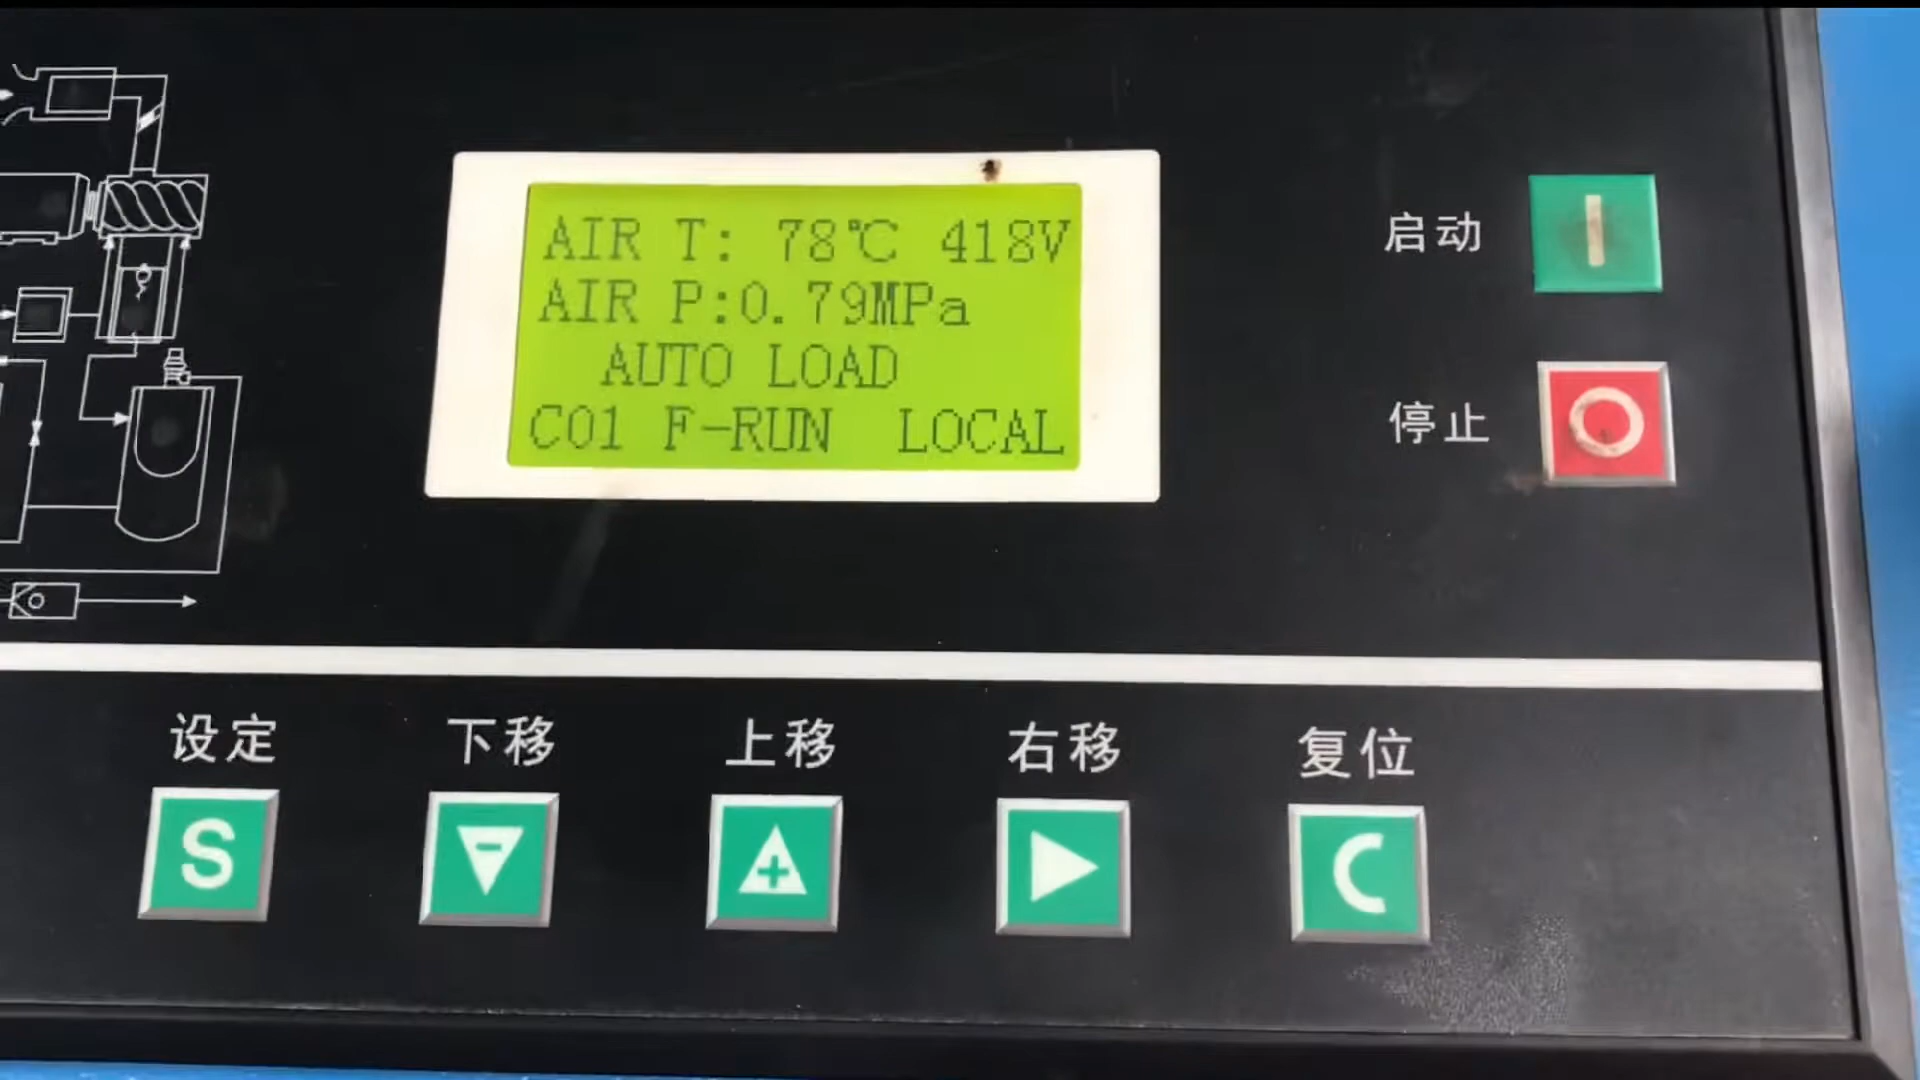 AIR T: 78℃ 418V
AIR P:0.79MPa
AUTO LOAD
C01 F-RUN LOCAL
启动
停止
设定
下移
上移
右移
复位
S
C